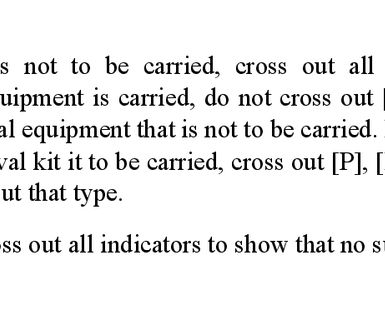 s not to be carried, cross out all
uipment is carried, do not cross out [
al equipment that is not to be carried.
val kit it to be carried, cross out [P], [
ut that type.
ss out all indicators to show that no su